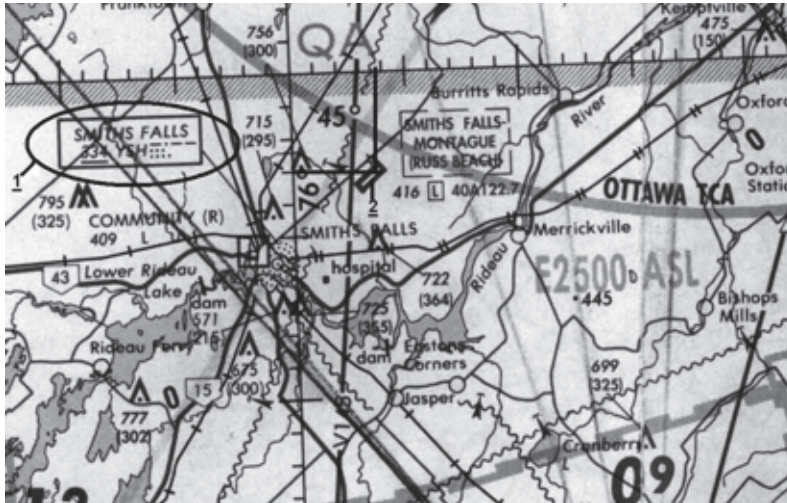 756
(300)
Kemptville
475
(150)
Burritts Rapids
River
Oxford
SMITHS FALLS
334 YSH
1
715
(295)
45
SMITHS FALLS-
MONTAGUE
(RUSS BEACH)
416 L 40A122.7
2
76
OTTAWA TCA
795
(325)
COMMUNITY (R)
409 L
SMITHS FALLS
Merrickville
43
Lower Rideau
Lake
hospital
722
(364)
Rideau
E2500 ASL
445
Bishops
Mills
dam
571
(215)
725
(355)
dam
Eastons
Corners
Rideau Ferry
675
(300)
699
(325)
777
(302)
0
15
Jasper
Cranberry
09